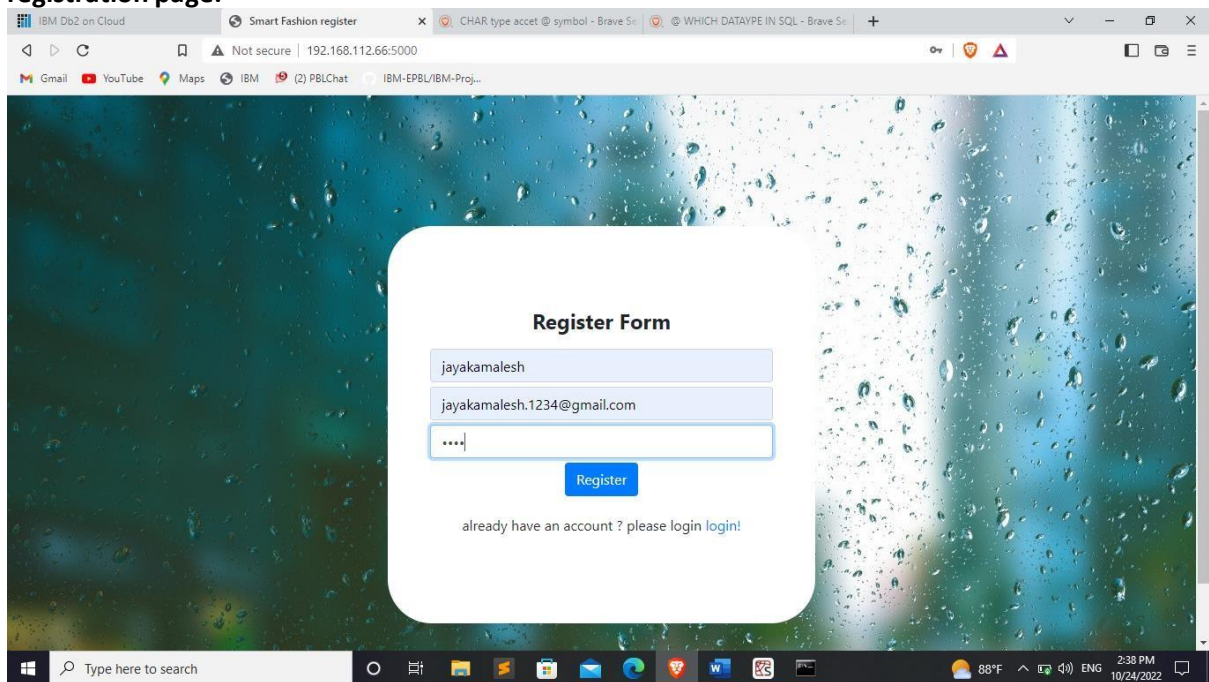 registration page.
IBM Db2 on Cloud Smart Fashion register CHAR type accet @ symbol - Brave Se @ WHICH DATAYPE IN SQL - Brave Se
Not secure 192.168.112.66:5000
Gmail YouTube Maps IBM (2) PBLChat IBM-EPBL/IBM-Proj...
Register Form
jayakamalesh
jayakamalesh.1234@gmail.com
••••
Register
already have an account ? please login login!
Type here to search 88°F ENG 2:38 PM
10/24/2022